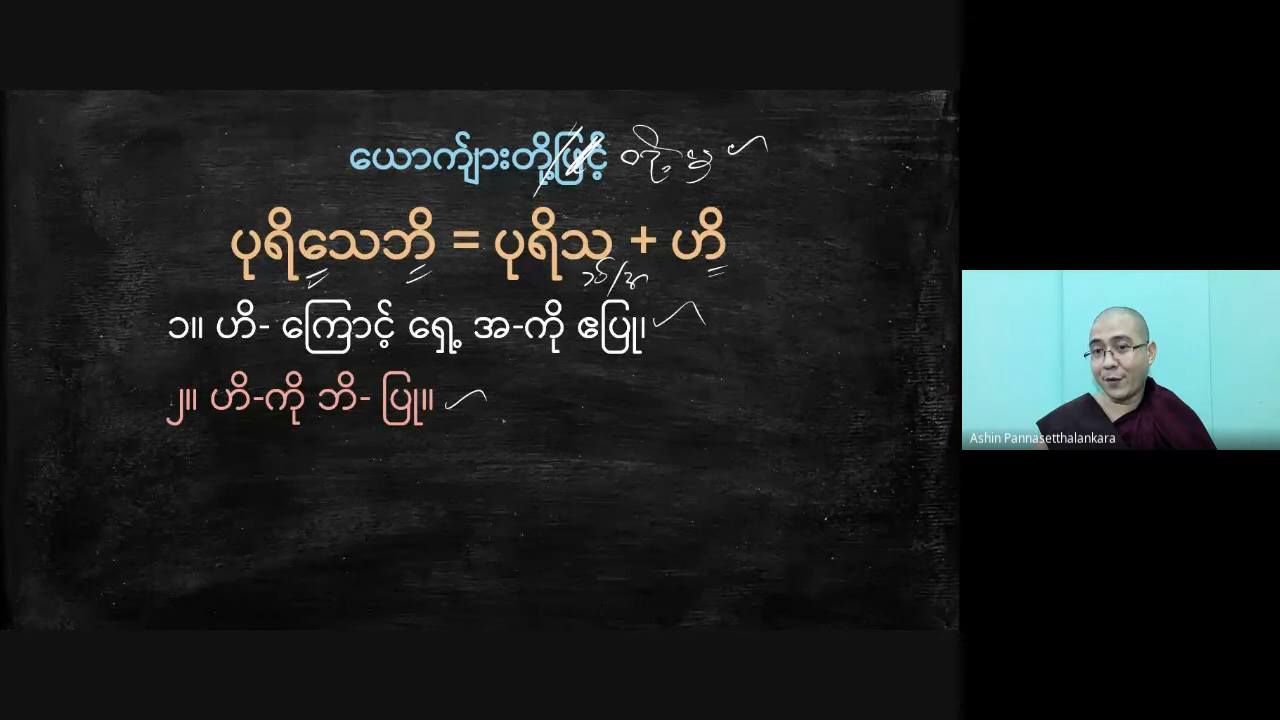 ယောကျ်ားတို့ဖြင့်
ပုရိသေဘိ = ပုရိသ + ဟိ
၁။ ဟိ- ကြောင့် ရှေ့ အ-ကို ဧပြု၊
၂။ ဟိ-ကို ဘိ- ပြု။
Ashin Pannasetthalankara